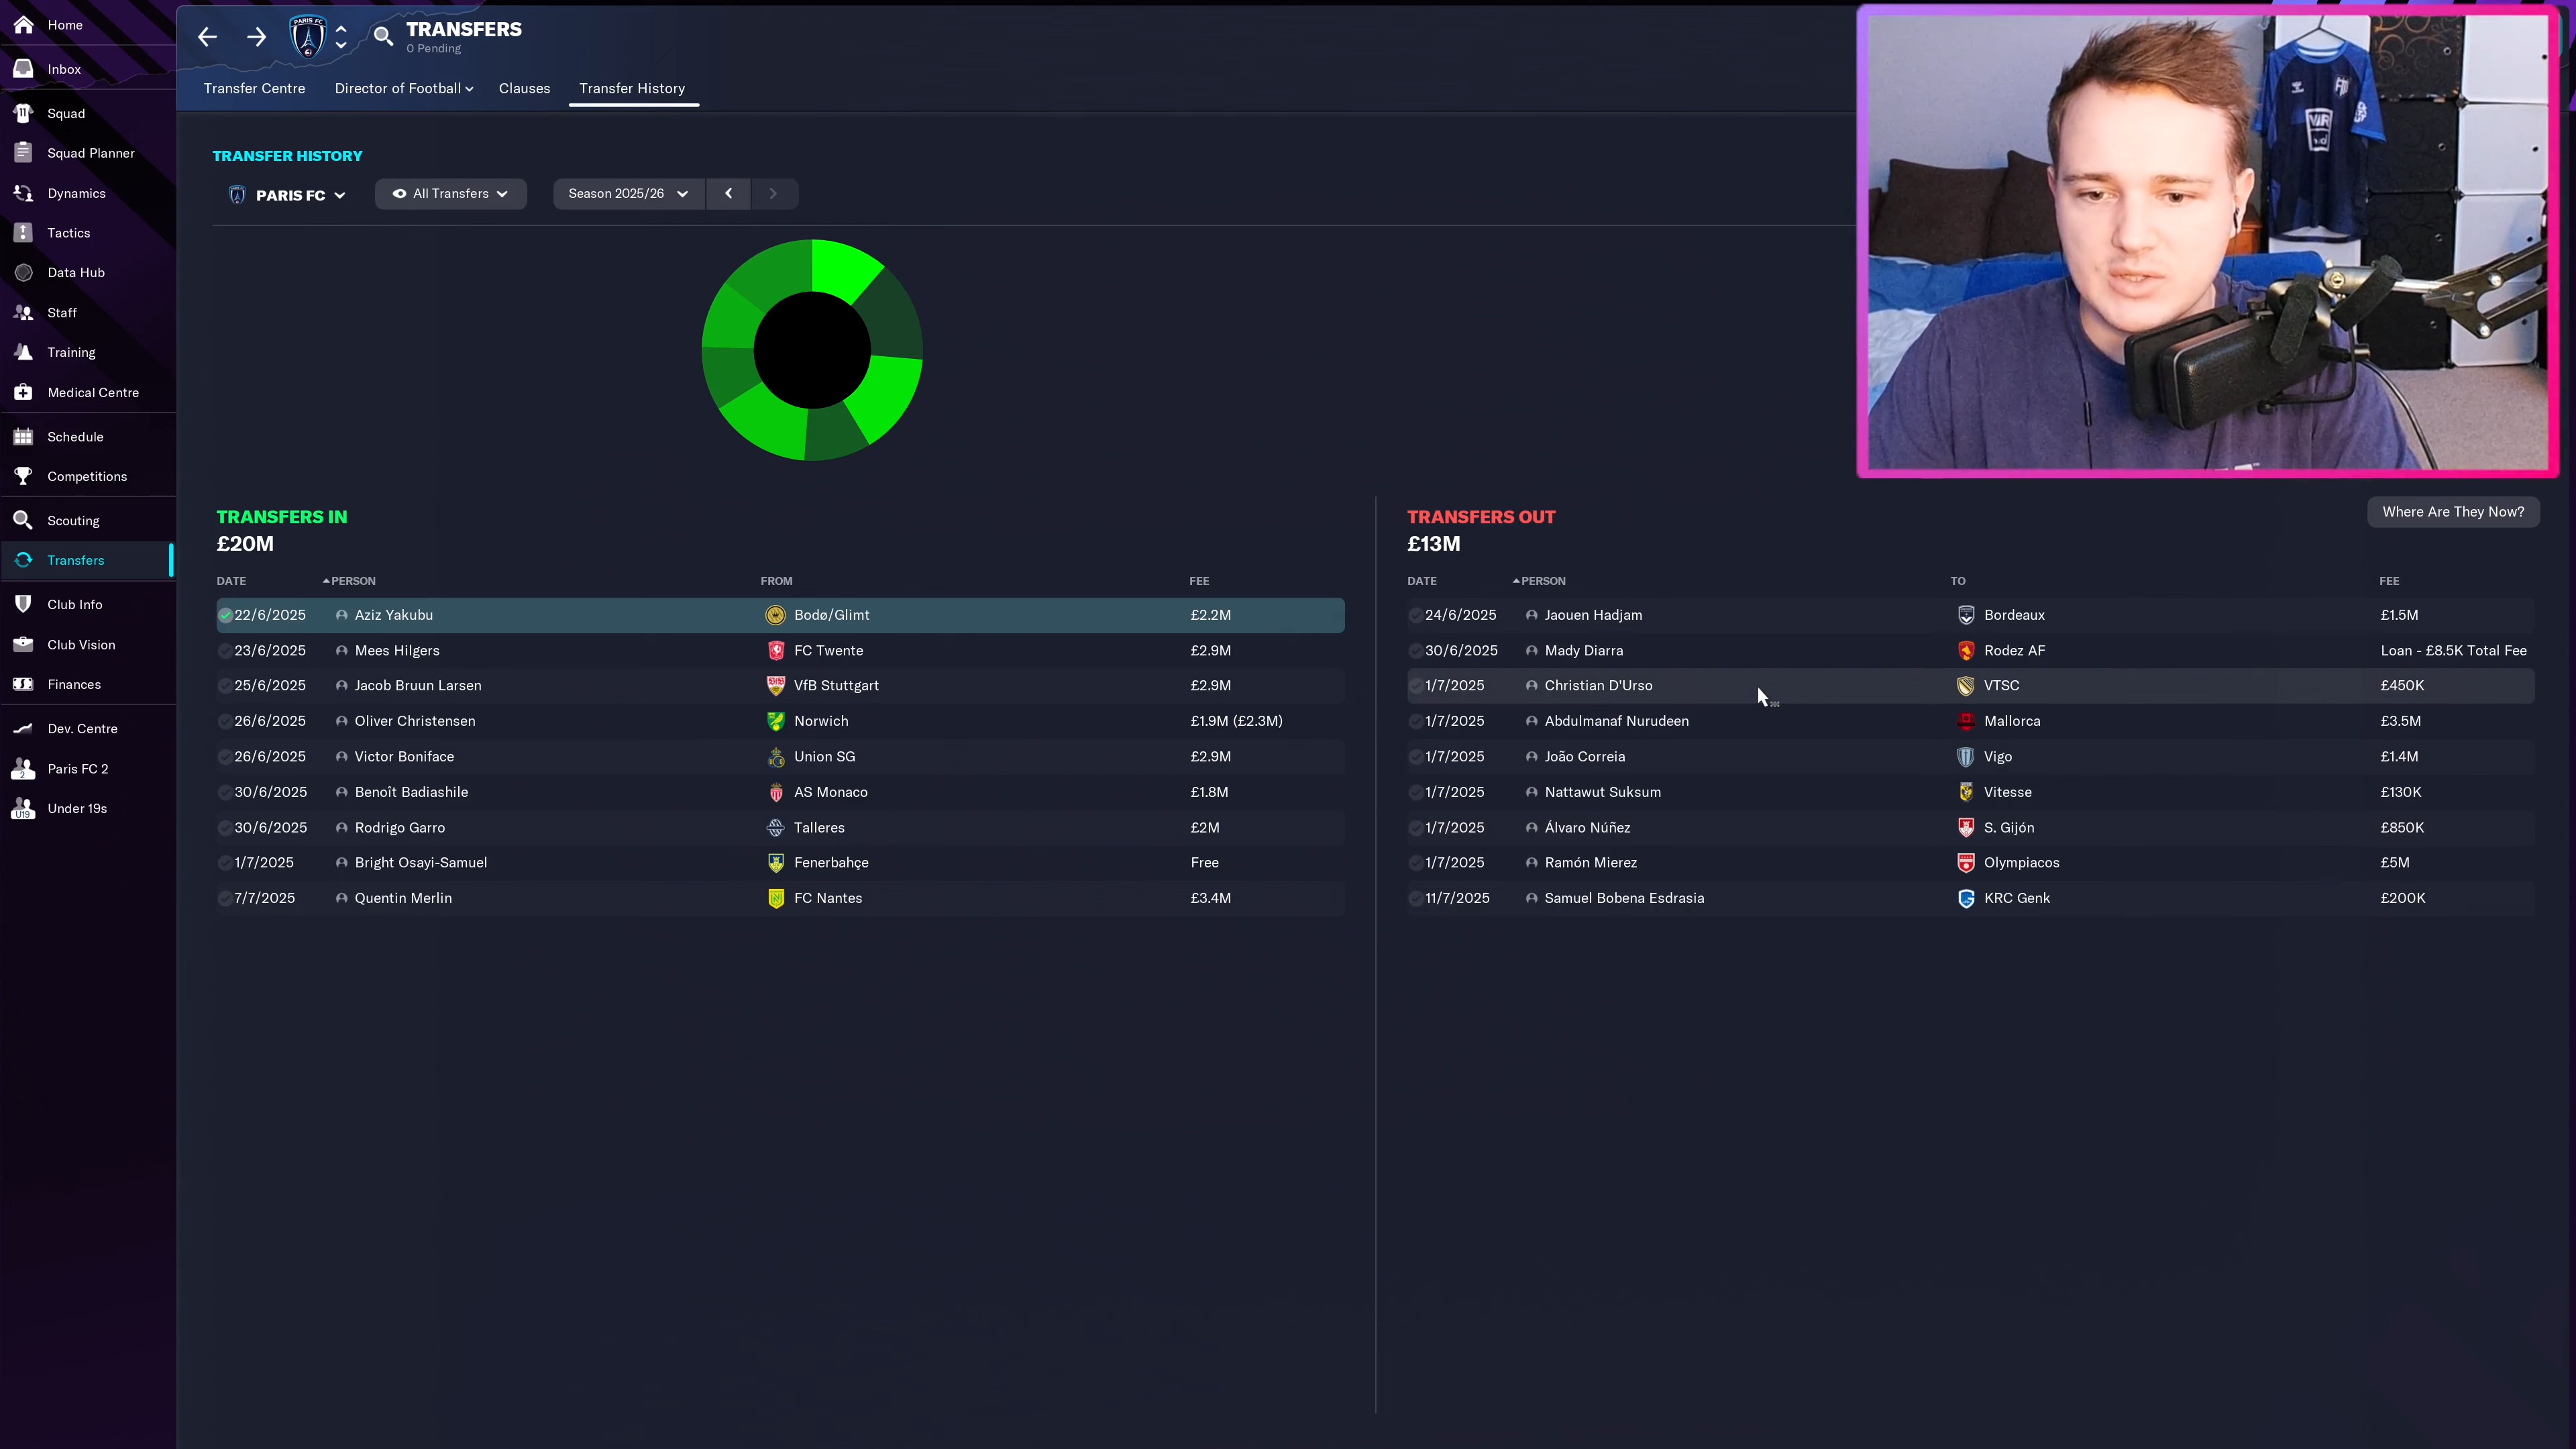 Home
Inbox
Squad
Squad Planner
Dynamics
Tactics
Data Hub
Staff
Training
Medical Centre
Schedule
Competitions
Scouting
Transfers
Club Info
Club Vision
Finances
Dev. Centre
Paris FC 2
Under 19s
TRANSFERS
0 Pending
Transfer Centre Director of Football Clauses Transfer History
TRANSFER HISTORY
PARIS FC All Transfers Season 2025/26
TRANSFERS IN
£20M
DATE PERSON FROM FEE
22/6/2025 Aziz Yakubu Bodø/Glimt £2.2M
23/6/2025 Mees Hilgers FC Twente £2.9M
25/6/2025 Jacob Bruun Larsen VfB Stuttgart £2.9M
26/6/2025 Oliver Christensen Norwich £1.9M (£2.3M)
26/6/2025 Victor Boniface Union SG £2.9M
30/6/2025 Benoît Badiashile AS Monaco £1.8M
30/6/2025 Rodrigo Garro Talleres £2M
1/7/2025 Bright Osayi-Samuel Fenerbahçe Free
7/7/2025 Quentin Merlin FC Nantes £3.4M
TRANSFERS OUT
£13M
Where Are They Now?
DATE PERSON TO FEE
24/6/2025 Jaouen Hadjam Bordeaux £1.5M
30/6/2025 Mady Diarra Rodez AF Loan - £8.5K Total Fee
1/7/2025 Christian D'Urso VTSC £450K
1/7/2025 Abdulmanaf Nurudeen Mallorca £3.5M
1/7/2025 João Correia Vigo £1.4M
1/7/2025 Nattawut Suksum Vitesse £130K
1/7/2025 Álvaro Núñez S. Gijón £850K
1/7/2025 Ramón Mierez Olympiacos £5M
11/7/2025 Samuel Bobena Esdrasia KRC Genk £200K